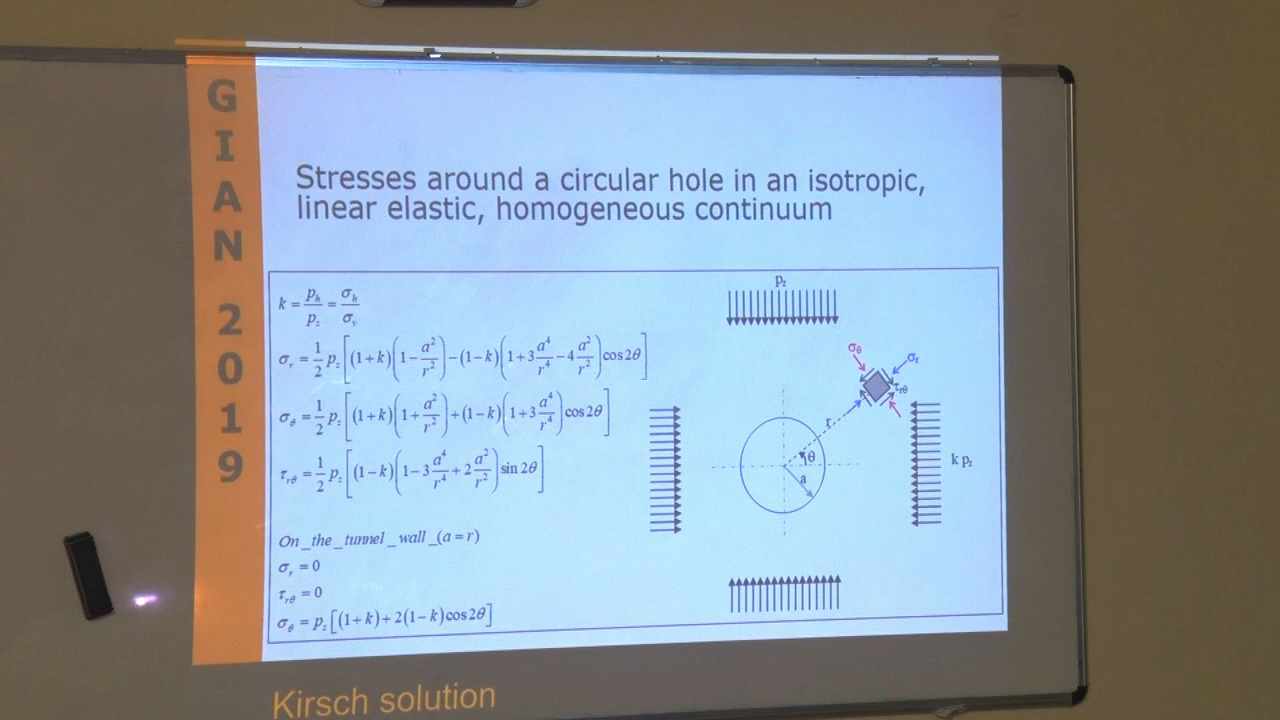 GIAN 2019
Stresses around a circular hole in an isotropic,
linear elastic, homogeneous continuum
k = p_h/p_z = σ_h/σ_v
σ_r = 1/2 p_z [(1+k)(1 − a²/r²) − (1−k)(1 + 3 a⁴/r⁴ − 4 a²/r²) cos 2θ]
σ_θ = 1/2 p_z [(1+k)(1 + a²/r²) + (1−k)(1 + 3 a⁴/r⁴) cos 2θ]
τ_rθ = 1/2 p_z [(1−k)(1 − 3 a⁴/r⁴ + 2 a²/r²) sin 2θ]
On_the_tunnel_wall_(a = r)
σ_r = 0
τ_rθ = 0
σ_θ = p_z [(1+k) + 2(1−k) cos 2θ]
p_z
σ_θ
σ_r
τ_rθ
r
θ
a
k p_z
Kirsch solution